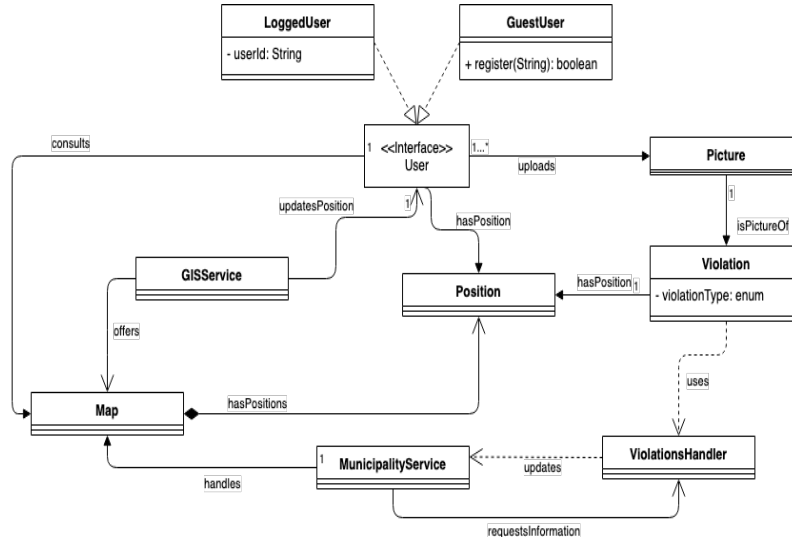 LoggedUser
- userId: String
GuestUser
+ register(String): boolean
consults
1
<<Interface>>
User
1...*
uploads
Picture
updatesPosition
1
hasPosition
1
isPictureOf
GISService
Position
hasPosition
1
Violation
- violationType: enum
offers
uses
Map
hasPositions
1
MunicipalityService
updates
ViolationsHandler
handles
requestsInformation